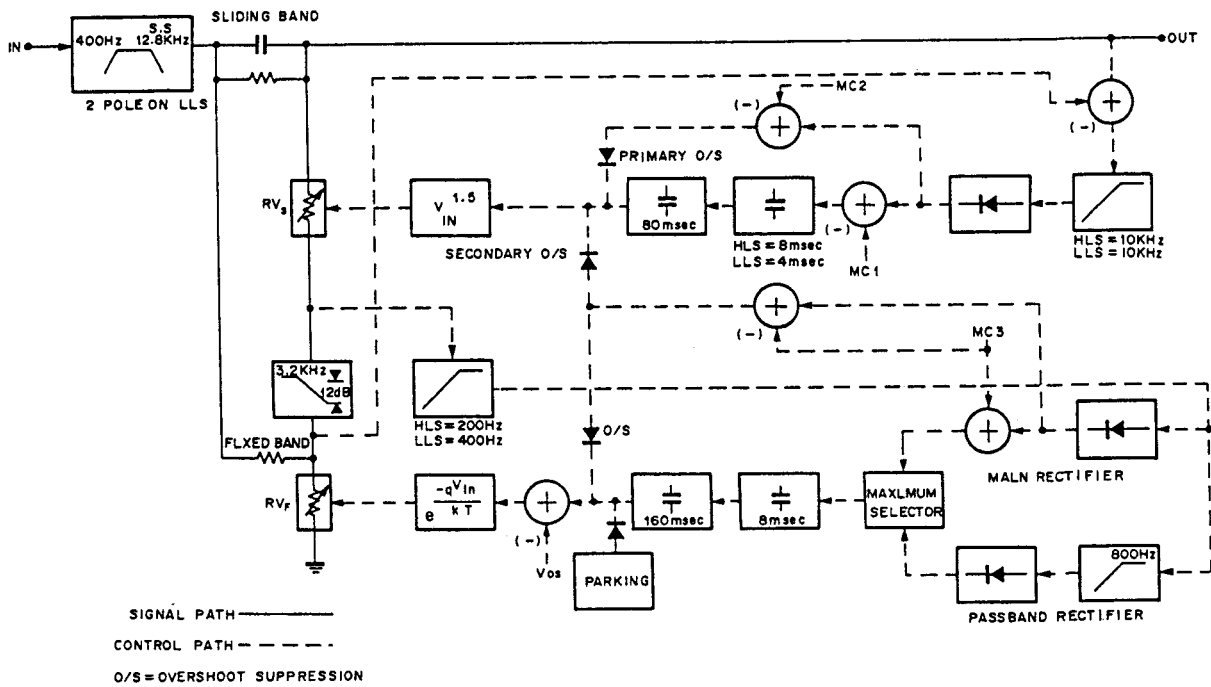 SLIDING BAND
IN
400Hz
S.S
12.8KHz
OUT
2 POLE ON LLS
(-)
MC2
(-)
PRIMARY O/S
RVS
V IN 1.5
80msec
HLS=8msec
LLS=4msec
(-)
MC1
HLS=10KHz
LLS=10KHz
SECONDARY O/S
(-)
MC3
3.2KHz
12dB
HLS=200Hz
LLS=400Hz
FLXED BAND
O/S
MALN RECTIFIER
RVF
e -qVIn
kT
(-)
Vos
160msec
8msec
MAXLMUM
SELECTOR
PARKING
800Hz
PASSBAND RECTIFIER
SIGNAL PATH
CONTROL PATH
O/S=OVERSHOOT SUPPRESSION